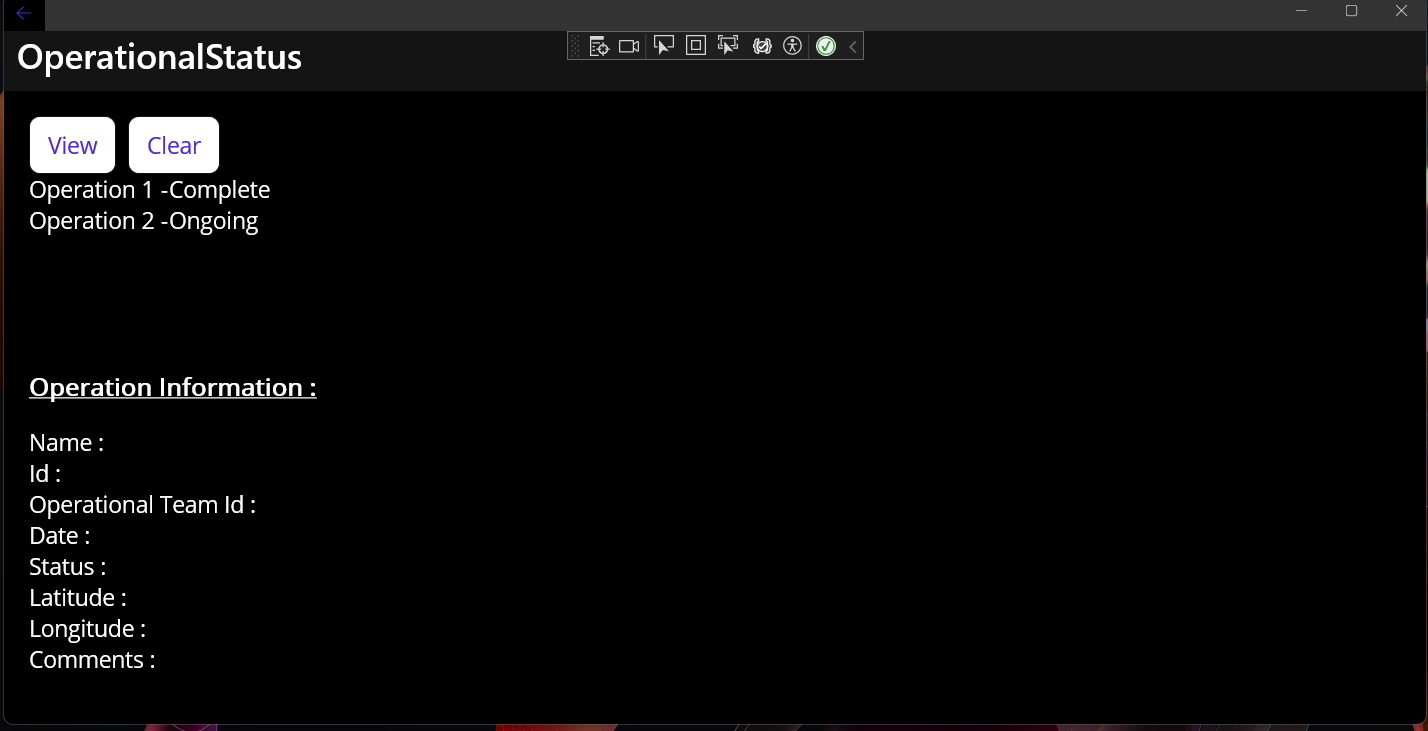 OperationalStatus
View Clear
Operation 1 -Complete
Operation 2 -Ongoing
Operation Information :
Name :
Id :
Operational Team Id :
Date :
Status :
Latitude :
Longitude :
Comments :